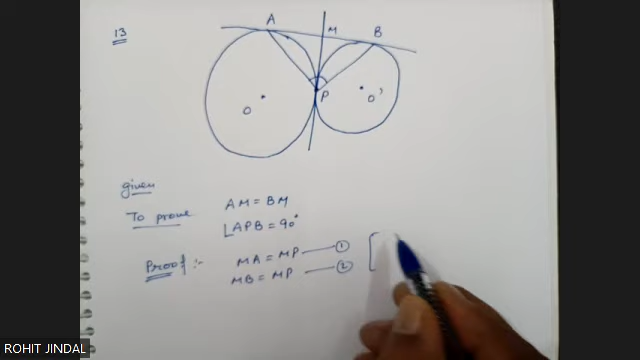 13
A
M
B
P
O
O'
given
To prove
AM = BM
∠APB = 90°
Proof :-
MA = MP ——— ①
MB = MP ——— ②
ROHIT JINDAL